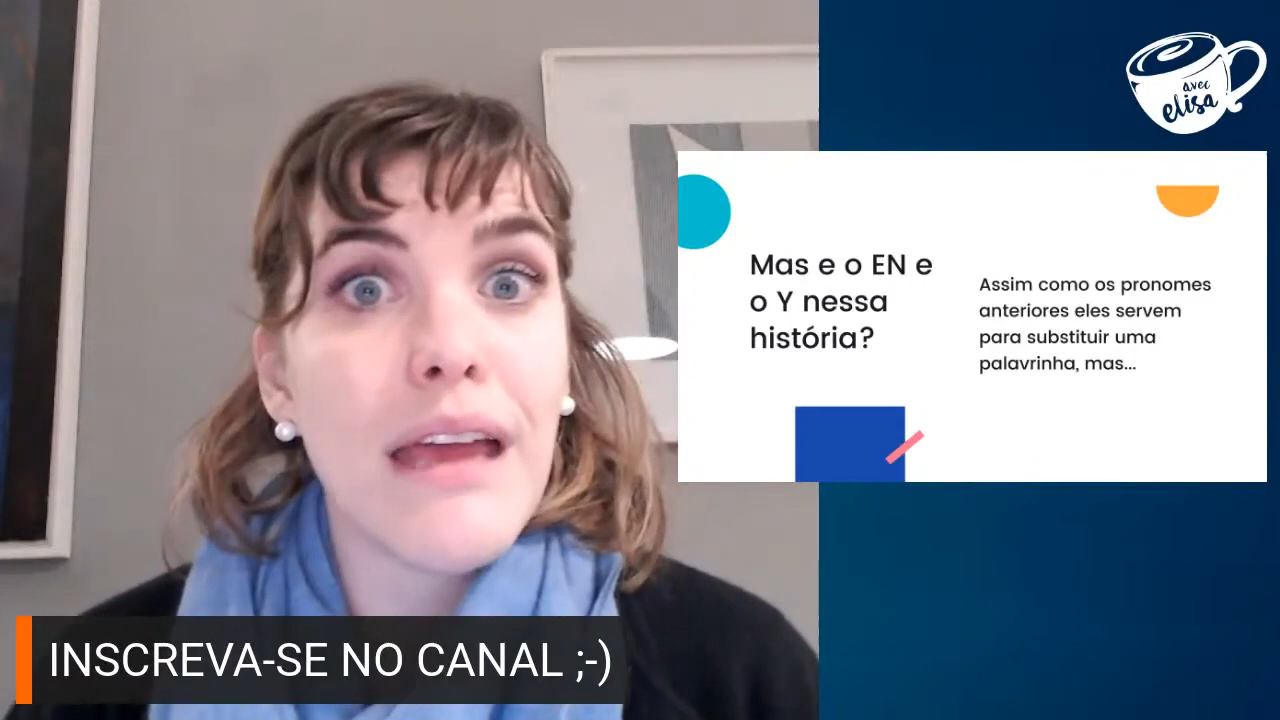 avec
elisa
Mas e o EN e
o Y nessa
história?
Assim como os pronomes
anteriores eles servem
para substituir uma
palavrinha, mas...
INSCREVA-SE NO CANAL ;-)